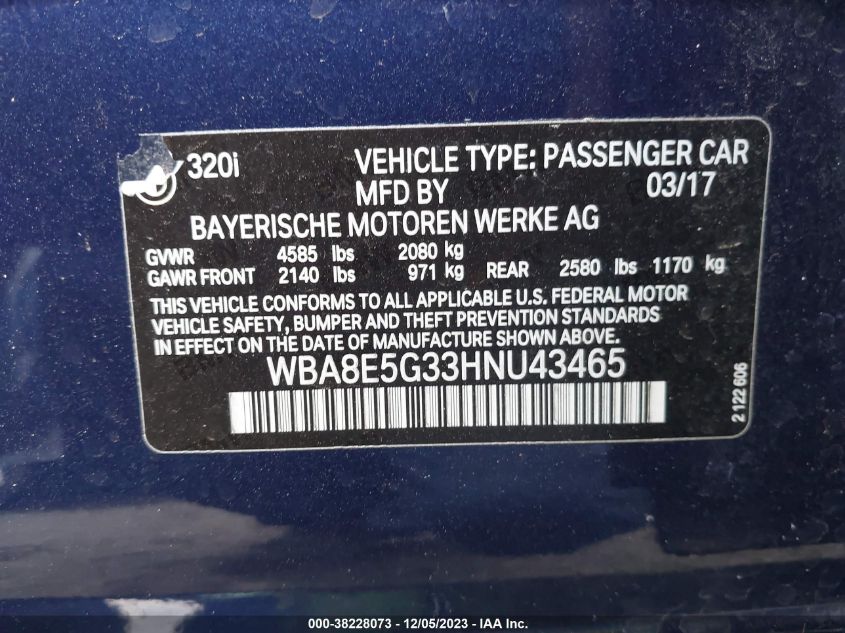 320i VEHICLE TYPE: PASSENGER CAR
MFD BY 03/17
BAYERISCHE MOTOREN WERKE AG
GVWR 4585 lbs 2080 kg
GAWR FRONT 2140 lbs 971 kg REAR 2580 lbs 1170 kg
THIS VEHICLE CONFORMS TO ALL APPLICABLE U.S. FEDERAL MOTOR
VEHICLE SAFETY, BUMPER AND THEFT PREVENTION STANDARDS
IN EFFECT ON THE DATE OF MANUFACTURE SHOWN ABOVE.
WBA8E5G33HNU43465
2 122 606
000-38228073 - 12/05/2023 - IAA Inc.